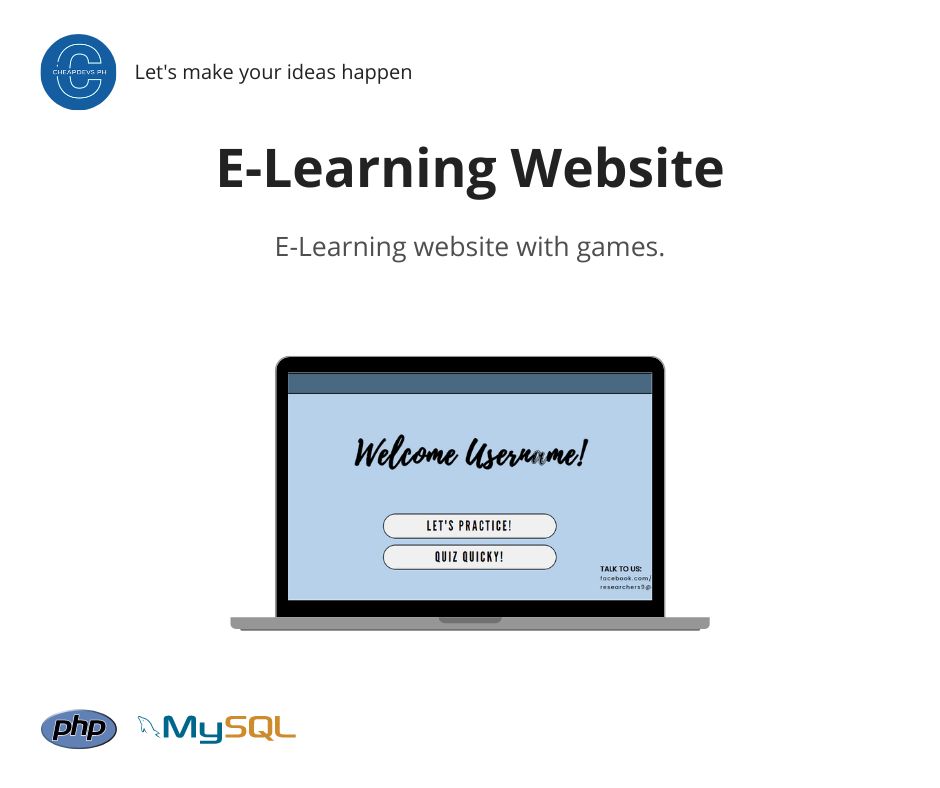 CHEAPDEVS PH
Let's make your ideas happen
E-Learning Website
E-Learning website with games.
Welcome Username!
LET'S PRACTICE!
QUIZ QUICKY!
TALK TO US:
facebook.com/
researchers9@
php
MySQL